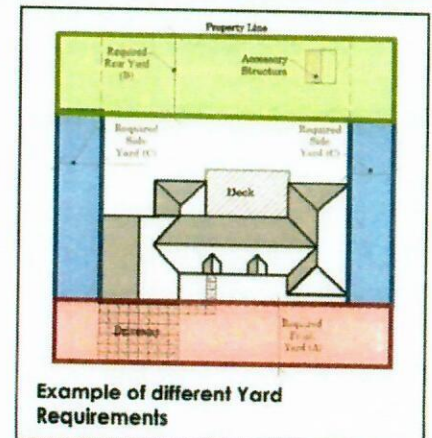 Property Line
Required
Rear Yard
(B)
Accessory
Structure
Required
Side
Yard (C)
Required
Side
Yard (C)
Deck
Driveway
Required
Front
Yard (A)
Example of different Yard
Requirements